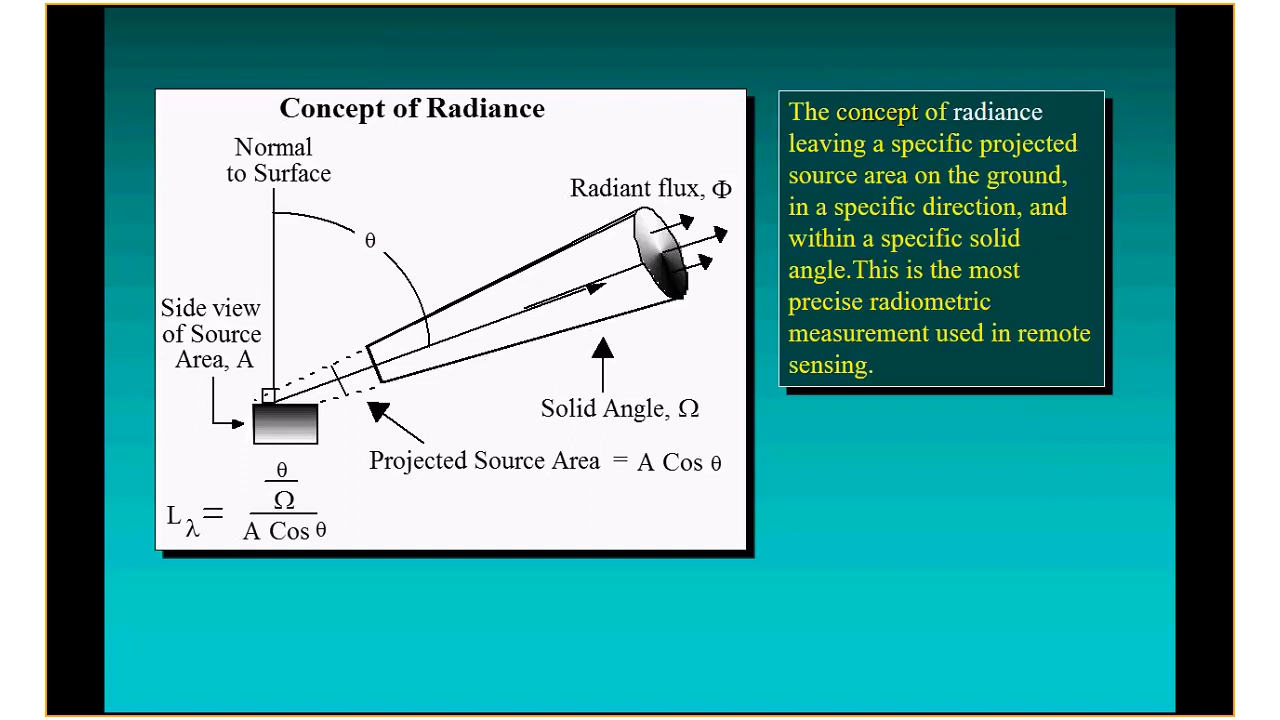 Concept of Radiance
Normal
to Surface
Radiant flux, Φ
θ
Side view
of Source
Area, A
Solid Angle, Ω
Projected Source Area = A Cos θ
θ
Ω
L λ =
A Cos θ
The concept of radiance
leaving a specific projected
source area on the ground,
in a specific direction, and
within a specific solid
angle.This is the most
precise radiometric
measurement used in remote
sensing.